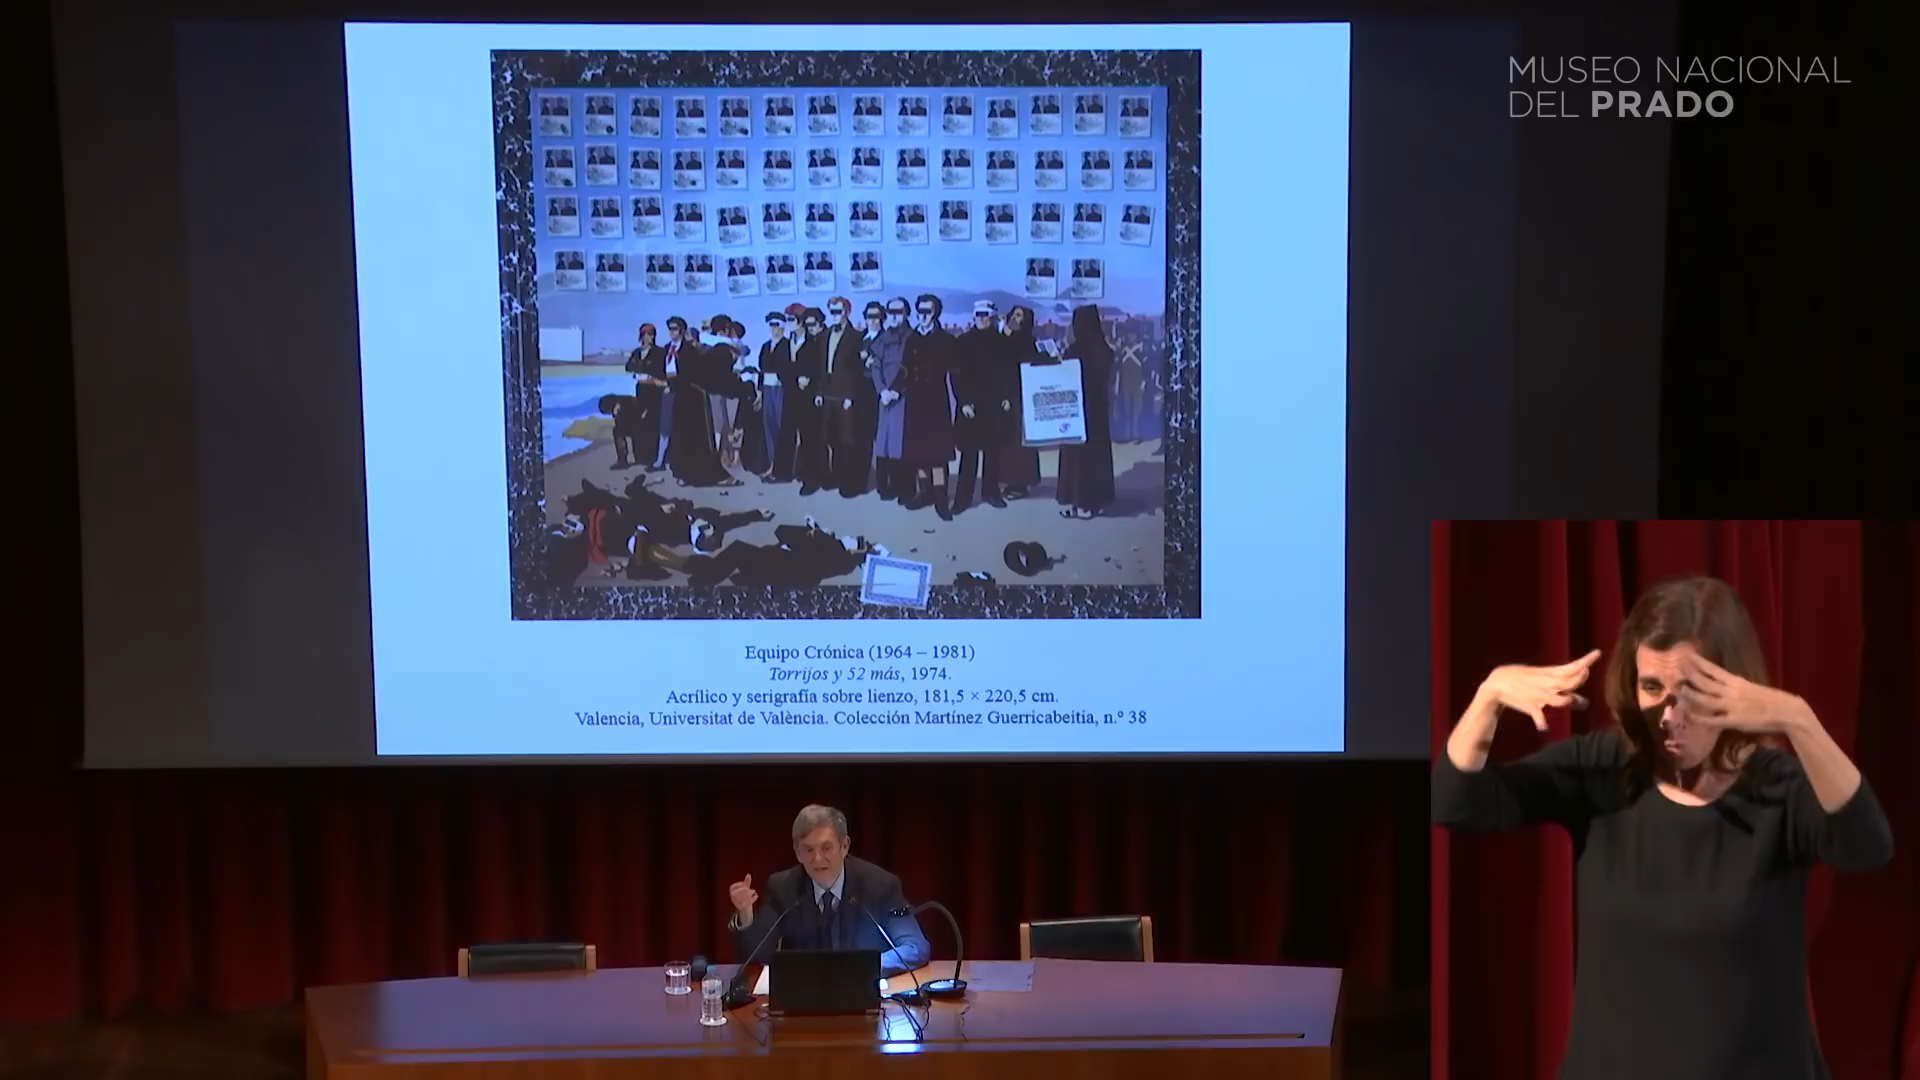 MUSEO NACIONAL
DEL PRADO
Equipo Crónica (1964 – 1981)
Torrijos y 52 más, 1974.
Acrílico y serigrafía sobre lienzo, 181,5 × 220,5 cm.
Valencia, Universitat de València. Colección Martínez Guerricabeitia, n.º 38